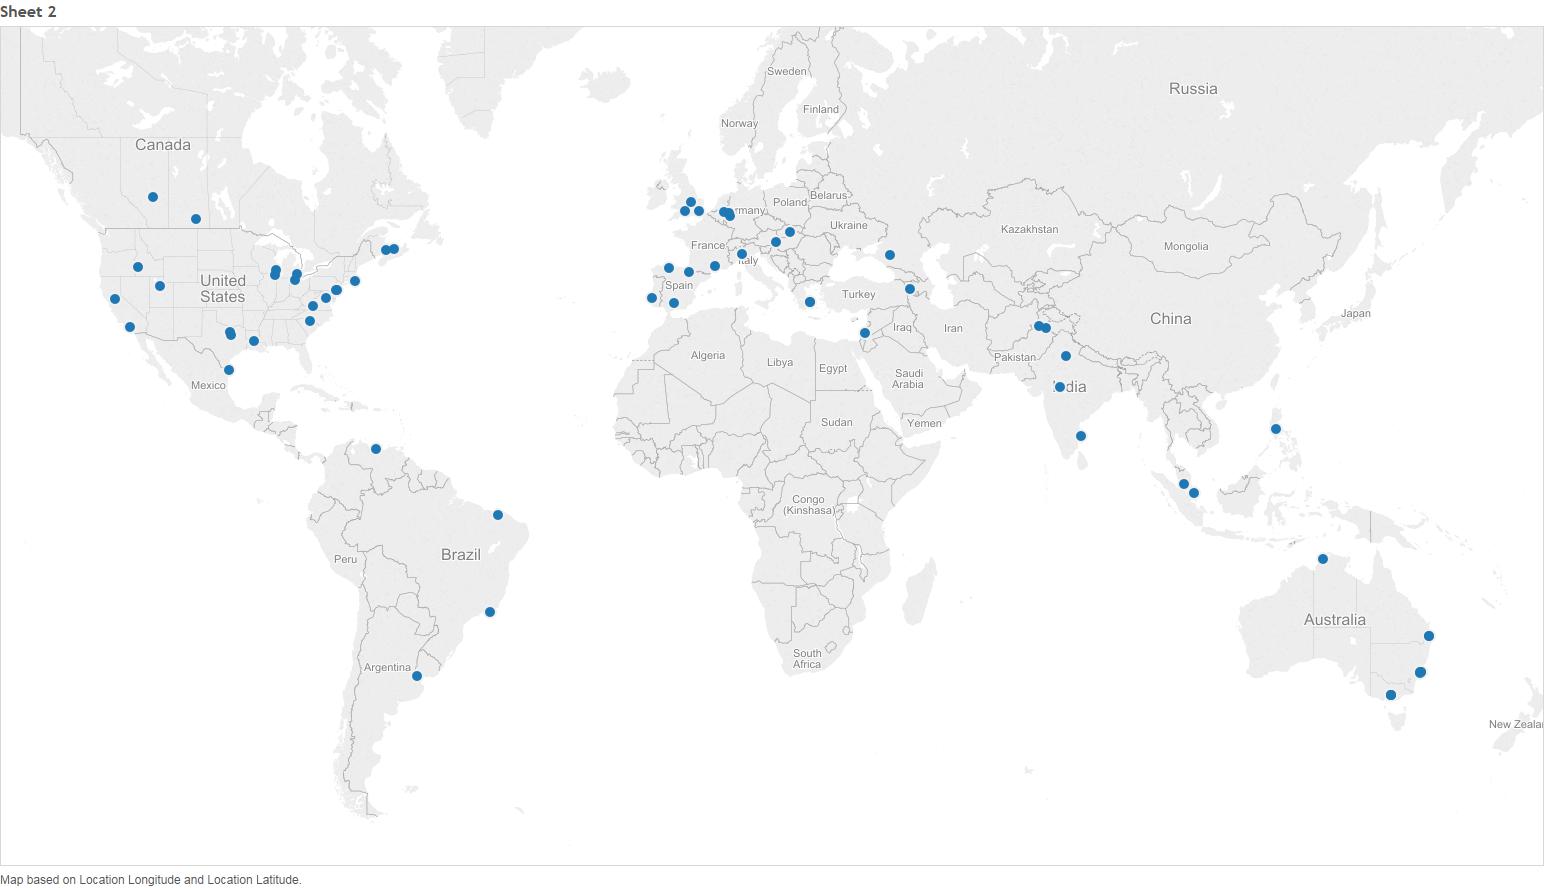 Sheet 2
Sweden
Russia
Finland
Norway
Canada
Belarus
Poland
rmany
Ukraine
Kazakhstan
France
Mongolia
Italy
United
States
Spain
Turkey
China
Japan
Iraq
Iran
Algeria
Libya
Pakistan
Egypt
Saudi
Arabia
Mexico
dia
Sudan
Yemen
Congo
(Kinshasa)
Brazil
Peru
Australia
South
Africa
Argentina
New Zeala
Map based on Location Longitude and Location Latitude.